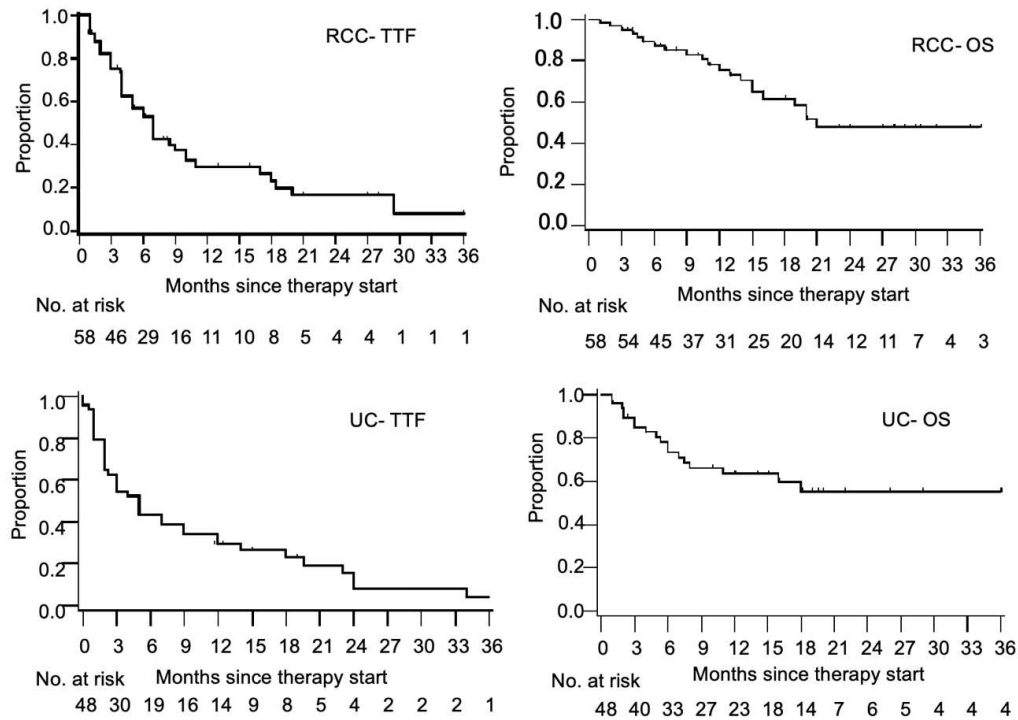 RCC- TTF
Proportion
1.0
0.8
0.6
0.4
0.2
0.0
0 3 6 9 12 15 18 21 24 27 30 33 36
Months since therapy start
No. at risk
58 46 29 16 11 10 8 5 4 4 1 1 1
RCC- OS
Proportion
1.0
0.8
0.6
0.4
0.2
0.0
0 3 6 9 12 15 18 21 24 27 30 33 36
Months since therapy start
No. at risk
58 54 45 37 31 25 20 14 12 11 7 4 3
UC- TTF
Proportion
1.0
0.8
0.6
0.4
0.2
0.0
0 3 6 9 12 15 18 21 24 27 30 33 36
No. at risk Months since therapy start
48 30 19 16 14 9 8 5 4 2 2 2 1
UC- OS
Proportion
1.0
0.8
0.6
0.4
0.2
0.0
0 3 6 9 12 15 18 21 24 27 30 33 36
No. at risk Months since therapy start
48 40 33 27 23 18 14 7 6 5 4 4 4